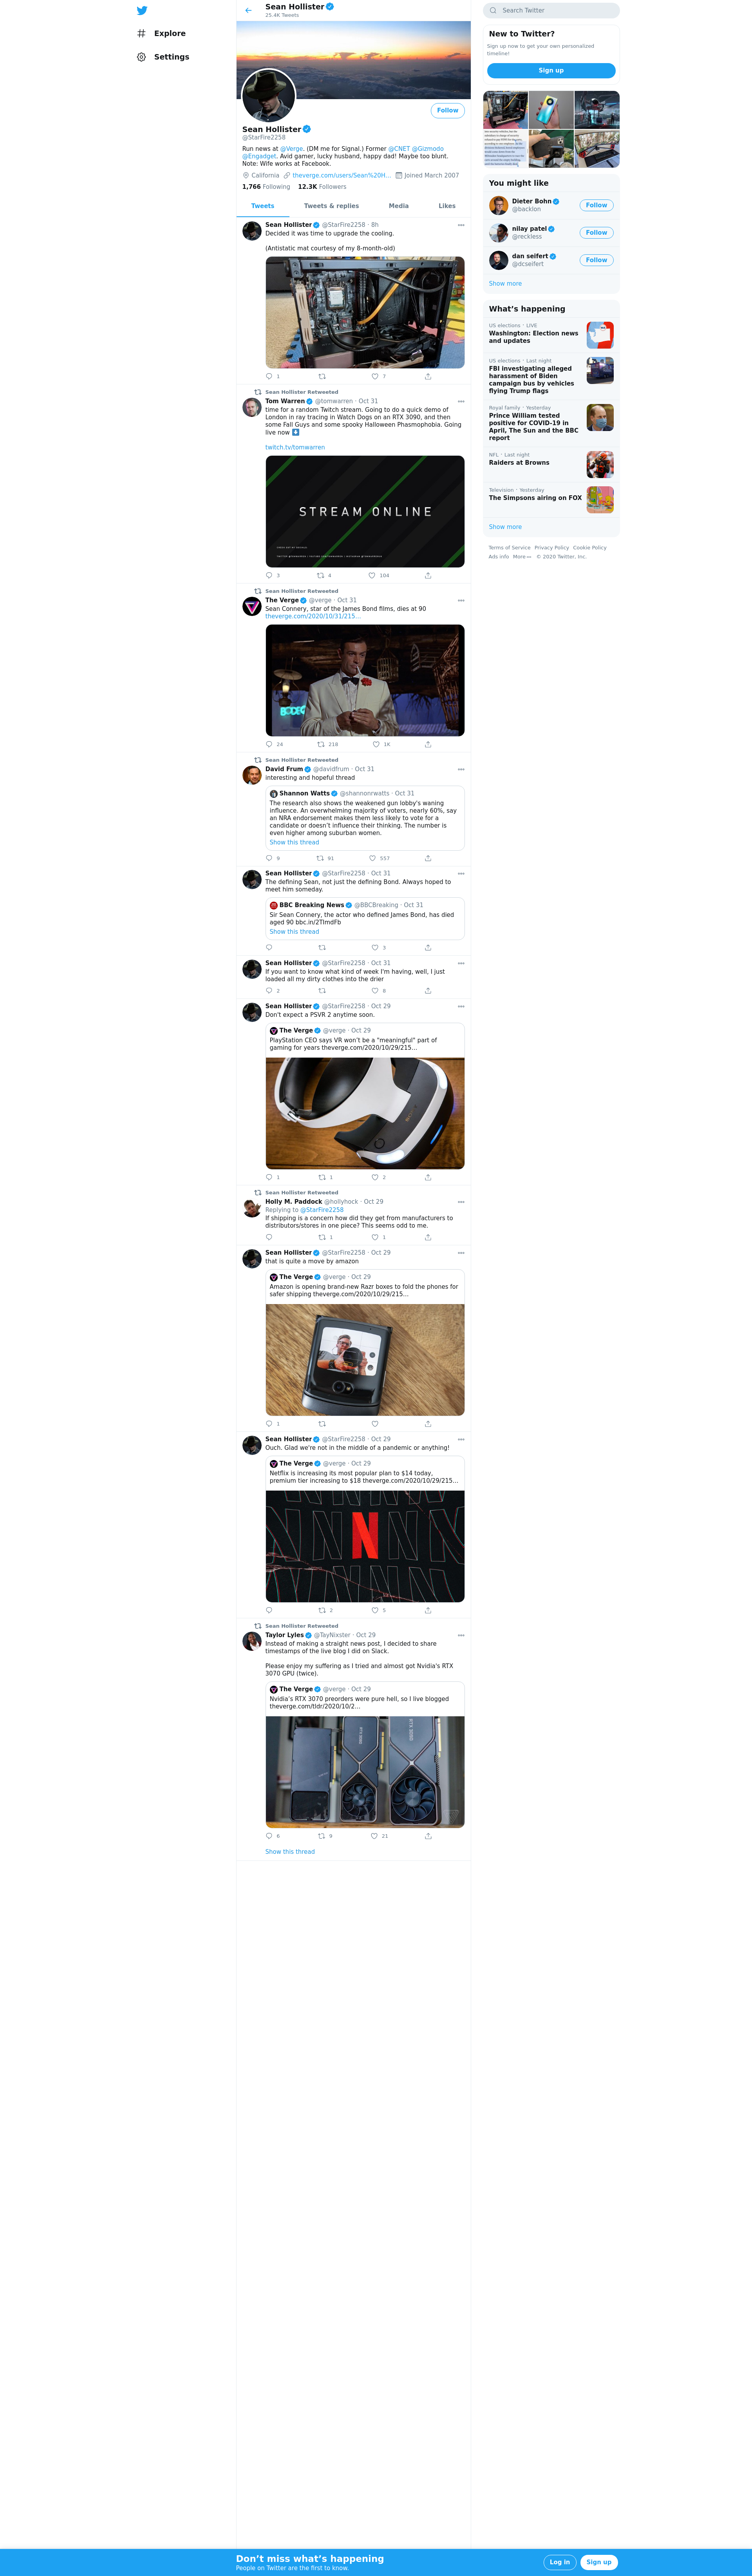 Explore
Settings
Sean Hollister
25.4K Tweets
Follow
Sean Hollister
@StarFire2258
Run news at @Verge. (DM me for Signal.) Former @CNET @Gizmodo
@Engadget. Avid gamer, lucky husband, happy dad! Maybe too blunt.
Note: Wife works at Facebook.
California theverge.com/users/Sean%20H… Joined March 2007
1,766 Following 12.3K Followers
Tweets Tweets & replies Media Likes
Sean Hollister @StarFire2258 · 8h
Decided it was time to upgrade the cooling.
(Antistatic mat courtesy of my 8-month-old)
1 7
Sean Hollister Retweeted
Tom Warren @tomwarren · Oct 31
time for a random Twitch stream. Going to do a quick demo of
London in ray tracing in Watch Dogs on an RTX 3090, and then
some Fall Guys and some spooky Halloween Phasmophobia. Going
live now ⬇️
twitch.tv/tomwarren
STREAM ONLINE
3 4 104
Sean Hollister Retweeted
The Verge @verge · Oct 31
Sean Connery, star of the James Bond films, dies at 90
theverge.com/2020/10/31/215…
24 218 1K
Sean Hollister Retweeted
David Frum @davidfrum · Oct 31
interesting and hopeful thread
Shannon Watts @shannonrwatts · Oct 31
The research also shows the weakened gun lobby's waning
influence. An overwhelming majority of voters, nearly 60%, say
an NRA endorsement makes them less likely to vote for a
candidate or doesn't influence their thinking. The number is
even higher among suburban women.
Show this thread
9 91 557
Sean Hollister @StarFire2258 · Oct 31
The defining Sean, not just the defining Bond. Always hoped to
meet him someday.
BBC Breaking News @BBCBreaking · Oct 31
Sir Sean Connery, the actor who defined James Bond, has died
aged 90 bbc.in/2TImdFb
Show this thread
3
Sean Hollister @StarFire2258 · Oct 31
If you want to know what kind of week I'm having, well, I just
loaded all my dirty clothes into the drier
2 8
Sean Hollister @StarFire2258 · Oct 29
Don't expect a PSVR 2 anytime soon.
The Verge @verge · Oct 29
PlayStation CEO says VR won't be a "meaningful" part of
gaming for years theverge.com/2020/10/29/215…
1 1 2
Sean Hollister Retweeted
Holly M. Paddock @hollyhock · Oct 29
Replying to @StarFire2258
If shipping is a concern how did they get from manufacturers to
distributors/stores in one piece? This seems odd to me.
1 1
Sean Hollister @StarFire2258 · Oct 29
that is quite a move by amazon
The Verge @verge · Oct 29
Amazon is opening brand-new Razr boxes to fold the phones for
safer shipping theverge.com/2020/10/29/215…
1
Sean Hollister @StarFire2258 · Oct 29
Ouch. Glad we're not in the middle of a pandemic or anything!
The Verge @verge · Oct 29
Netflix is increasing its most popular plan to $14 today,
premium tier increasing to $18 theverge.com/2020/10/29/215…
2 5
Sean Hollister Retweeted
Taylor Lyles @TayNixster · Oct 29
Instead of making a straight news post, I decided to share
timestamps of the live blog I did on Slack.
Please enjoy my suffering as I tried and almost got Nvidia's RTX
3070 GPU (twice).
The Verge @verge · Oct 29
Nvidia's RTX 3070 preorders were pure hell, so I live blogged
theverge.com/tldr/2020/10/2…
6 9 21
Show this thread
Search Twitter
New to Twitter?
Sign up now to get your own personalized
timeline!
Sign up
You might like
Dieter Bohn
@backlon
Follow
nilay patel
@reckless
Follow
dan seifert
@dcseifert
Follow
Show more
What's happening
US elections · LIVE
Washington: Election news
and updates
US elections · Last night
FBI investigating alleged
harassment of Biden
campaign bus by vehicles
flying Trump flags
Royal family · Yesterday
Prince William tested
positive for COVID-19 in
April, The Sun and the BBC
report
NFL · Last night
Raiders at Browns
Television · Yesterday
The Simpsons airing on FOX
Show more
Terms of Service Privacy Policy Cookie Policy
Ads info More © 2020 Twitter, Inc.
Don't miss what's happening
People on Twitter are the first to know.
Log in
Sign up